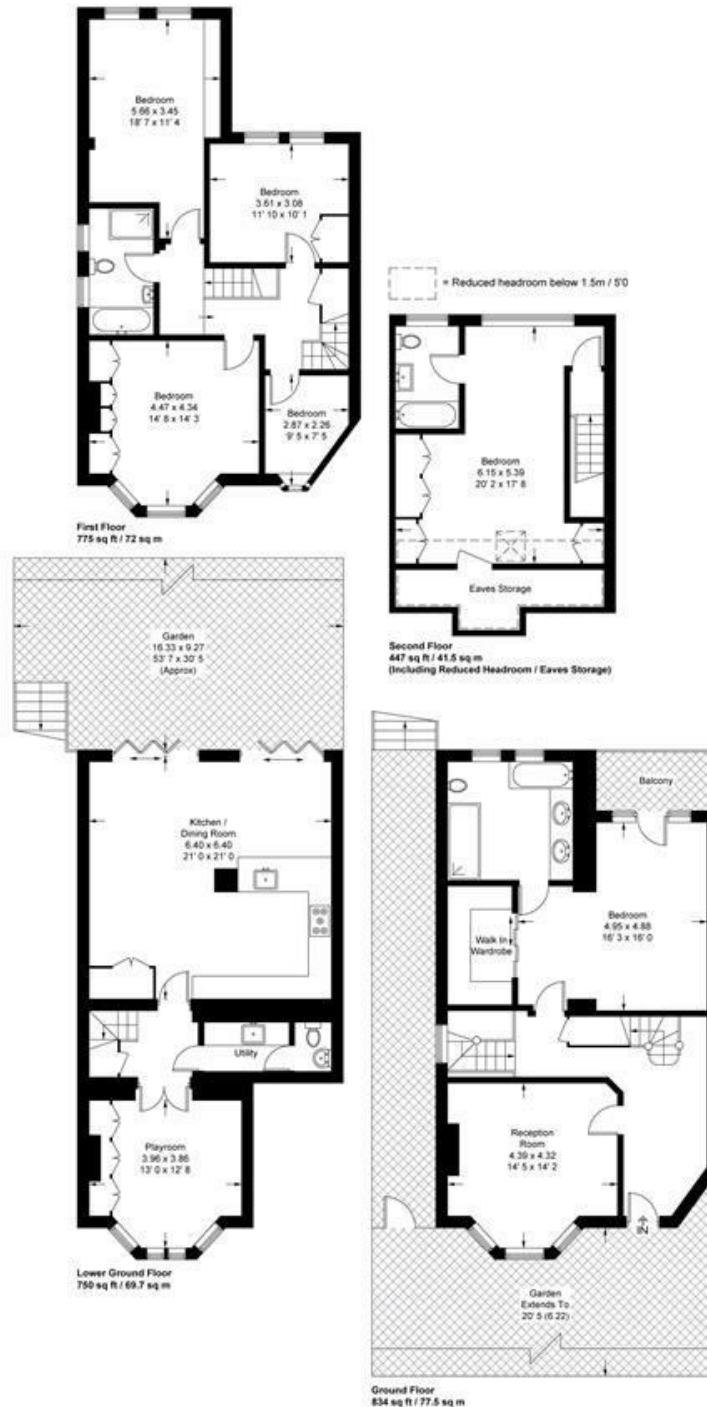 Bedroom
5.66 x 3.45
18' 7 x 11' 4
Bedroom
3.61 x 3.08
11' 10 x 10' 1
Bedroom
4.47 x 4.34
14' 8 x 14' 3
Bedroom
2.87 x 2.26
9' 5 x 7' 5
First Floor
775 sq ft / 72 sq m
= Reduced headroom below 1.5m / 5'0
Bedroom
6.15 x 5.39
20' 2 x 17' 8
Eaves Storage
Second Floor
447 sq ft / 41.5 sq m
(Including Reduced Headroom / Eaves Storage)
Garden
16.33 x 9.27
53' 7 x 30' 5
(Approx)
Kitchen /
Dining Room
6.40 x 6.40
21' 0 x 21' 0
Utility
Playroom
3.96 x 3.86
13' 0 x 12' 8
Lower Ground Floor
750 sq ft / 69.7 sq m
Balcony
Bedroom
4.95 x 4.88
16' 3 x 16' 0
Walk In
Wardrobe
Reception
Room
4.39 x 4.32
14' 5 x 14' 2
IN
Garden
Extends To
20' 5 (6.22)
Ground Floor
834 sq ft / 77.5 sq m